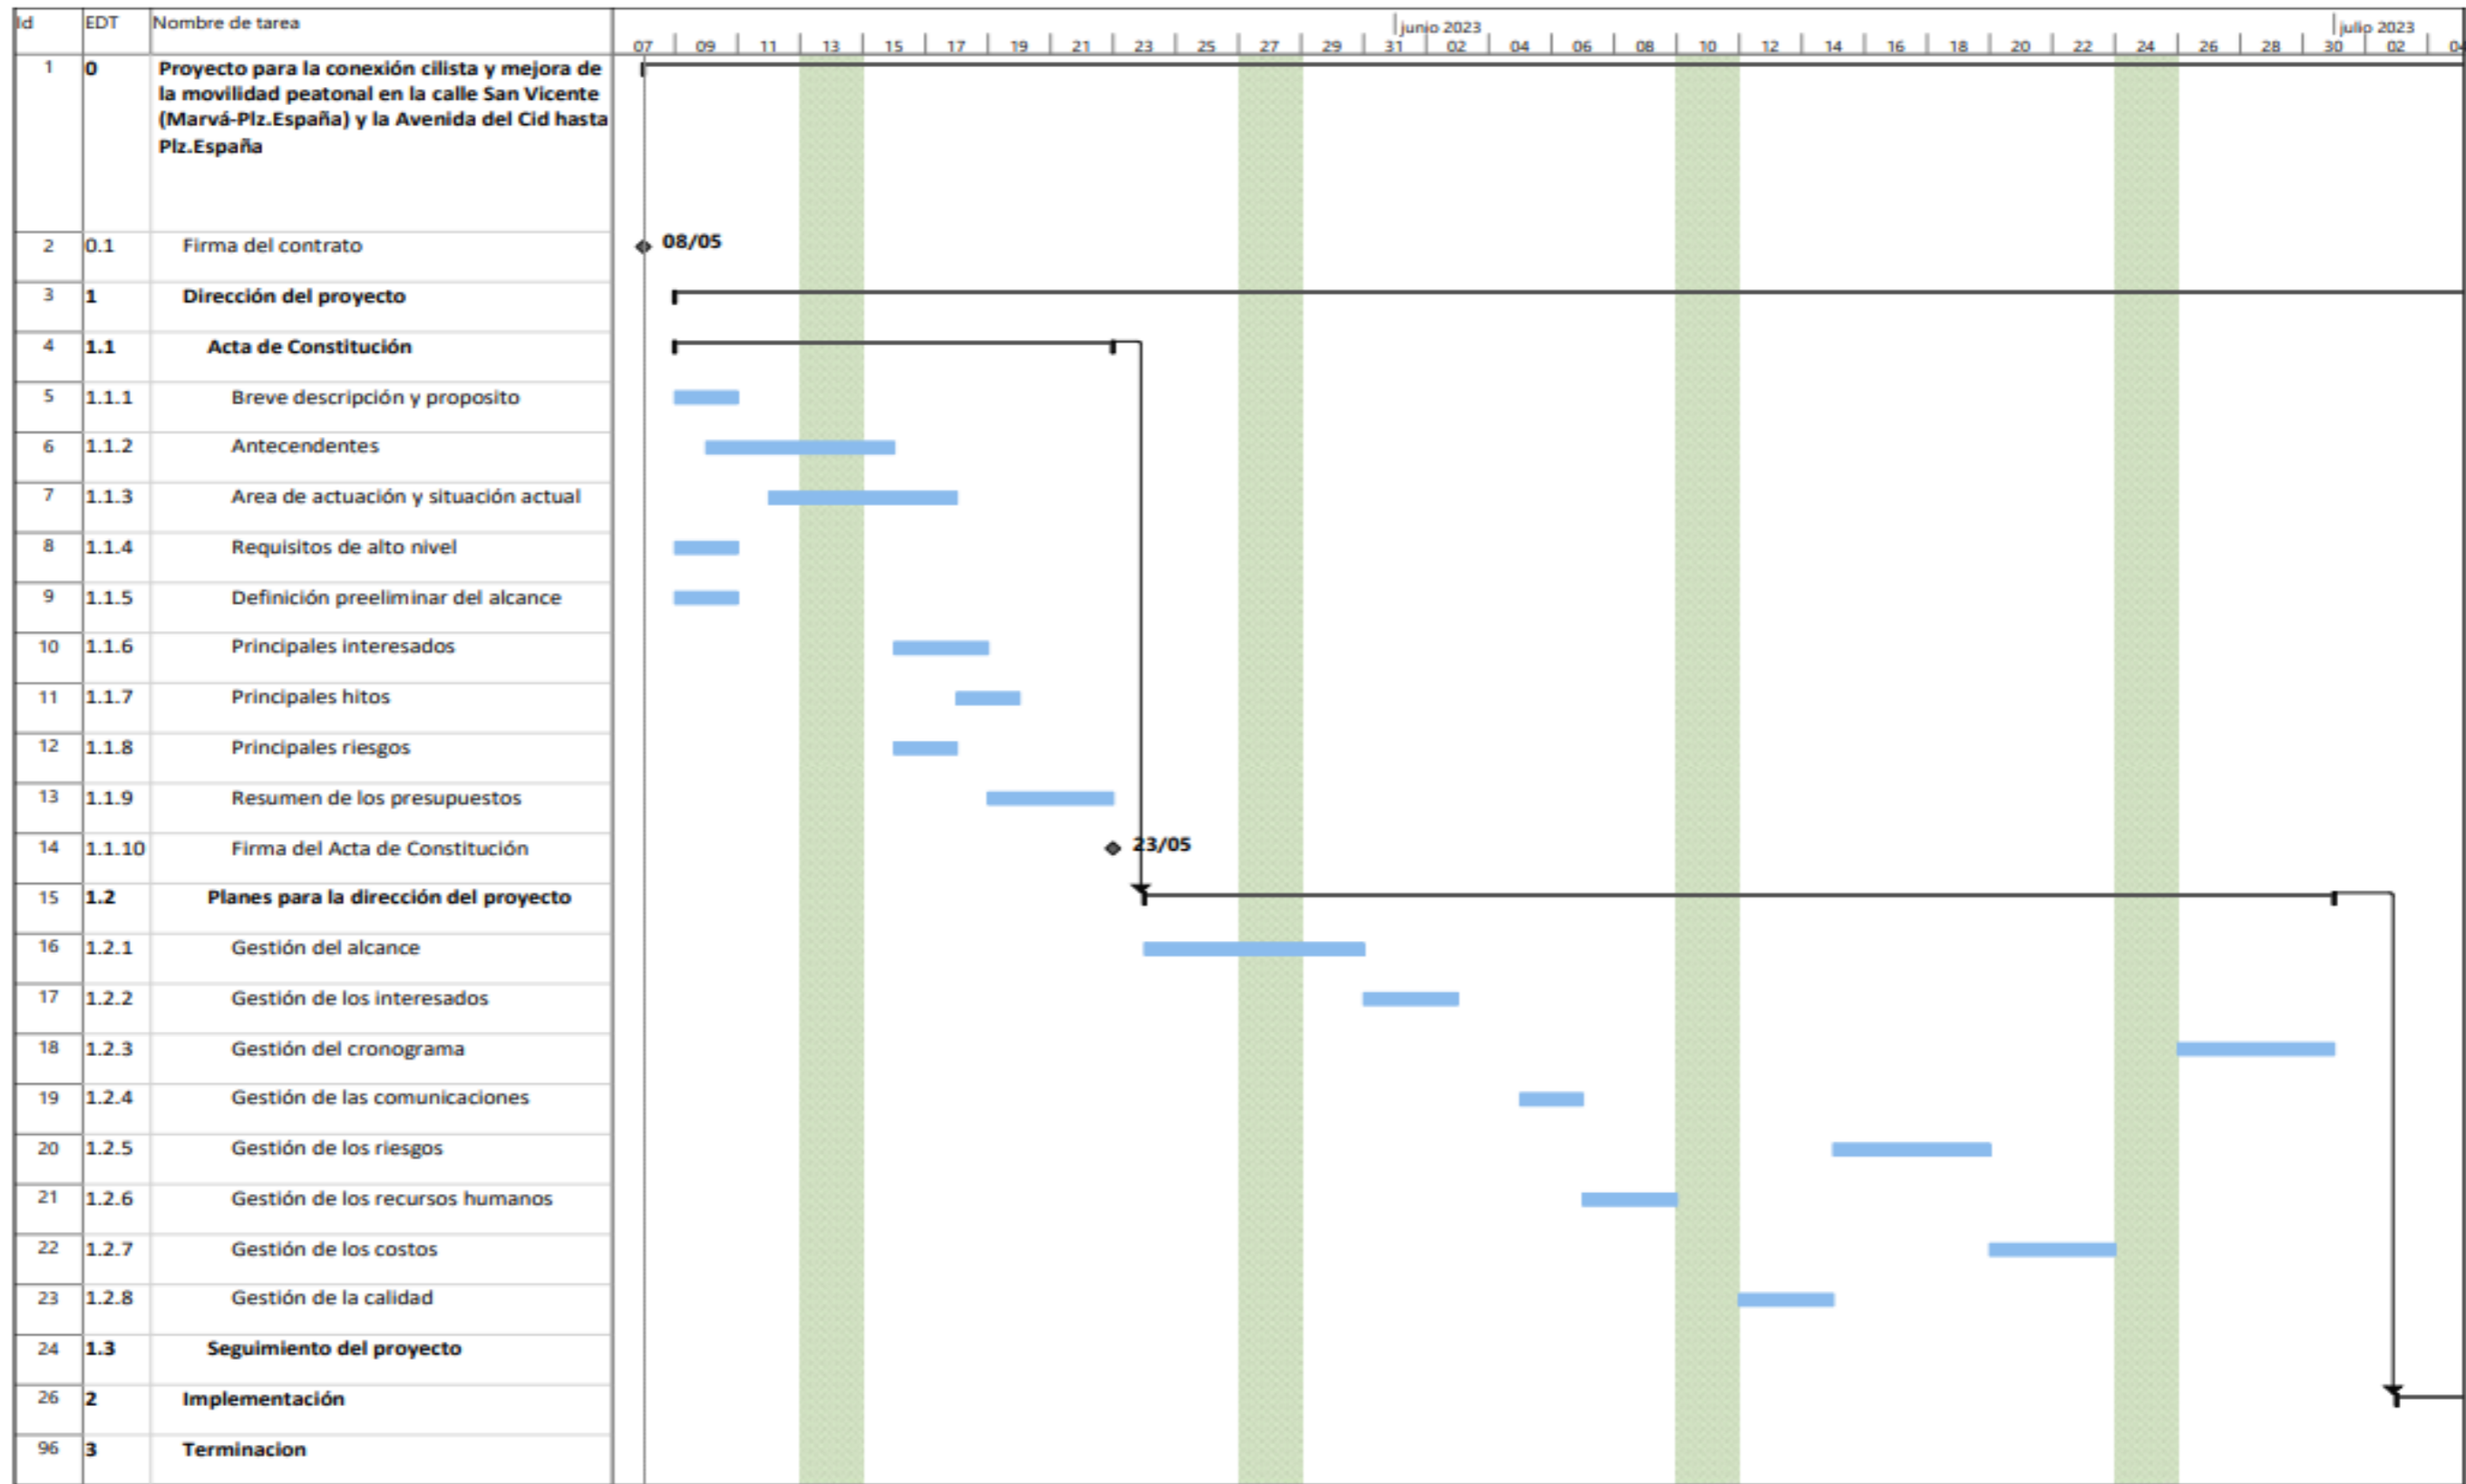 Id EDT Nombre de tarea
junio 2023 julio 2023
07 09 11 13 15 17 19 21 23 25 27 29 31 02 04 06 08 10 12 14 16 18 20 22 24 26 28 30 02 04
1 0 Proyecto para la conexión cilista y mejora de
la movilidad peatonal en la calle San Vicente
(Marvá-Plz.España) y la Avenida del Cid hasta
Plz.España
2 0.1 Firma del contrato 08/05
3 1 Dirección del proyecto
4 1.1 Acta de Constitución
5 1.1.1 Breve descripción y proposito
6 1.1.2 Antecendentes
7 1.1.3 Area de actuación y situación actual
8 1.1.4 Requisitos de alto nivel
9 1.1.5 Definición preeliminar del alcance
10 1.1.6 Principales interesados
11 1.1.7 Principales hitos
12 1.1.8 Principales riesgos
13 1.1.9 Resumen de los presupuestos
14 1.1.10 Firma del Acta de Constitución 23/05
15 1.2 Planes para la dirección del proyecto
16 1.2.1 Gestión del alcance
17 1.2.2 Gestión de los interesados
18 1.2.3 Gestión del cronograma
19 1.2.4 Gestión de las comunicaciones
20 1.2.5 Gestión de los riesgos
21 1.2.6 Gestión de los recursos humanos
22 1.2.7 Gestión de los costos
23 1.2.8 Gestión de la calidad
24 1.3 Seguimiento del proyecto
26 2 Implementación
96 3 Terminacion